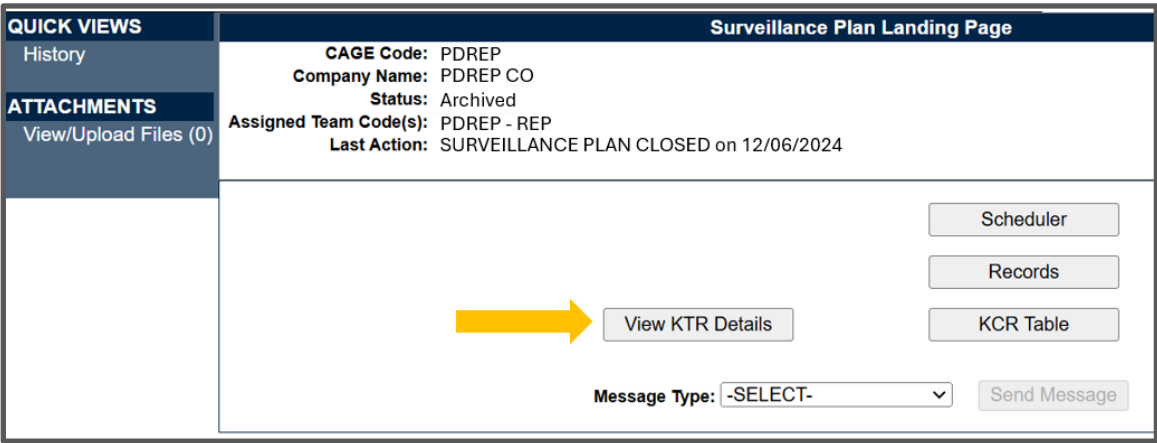 QUICK VIEWS
History
ATTACHMENTS
View/Upload Files (0)
Surveillance Plan Landing Page
CAGE Code: PDREP
Company Name: PDREP CO
Status: Archived
Assigned Team Code(s): PDREP - REP
Last Action: SURVEILLANCE PLAN CLOSED on 12/06/2024
Scheduler
Records
View KTR Details KCR Table
Message Type: -SELECT- Send Message